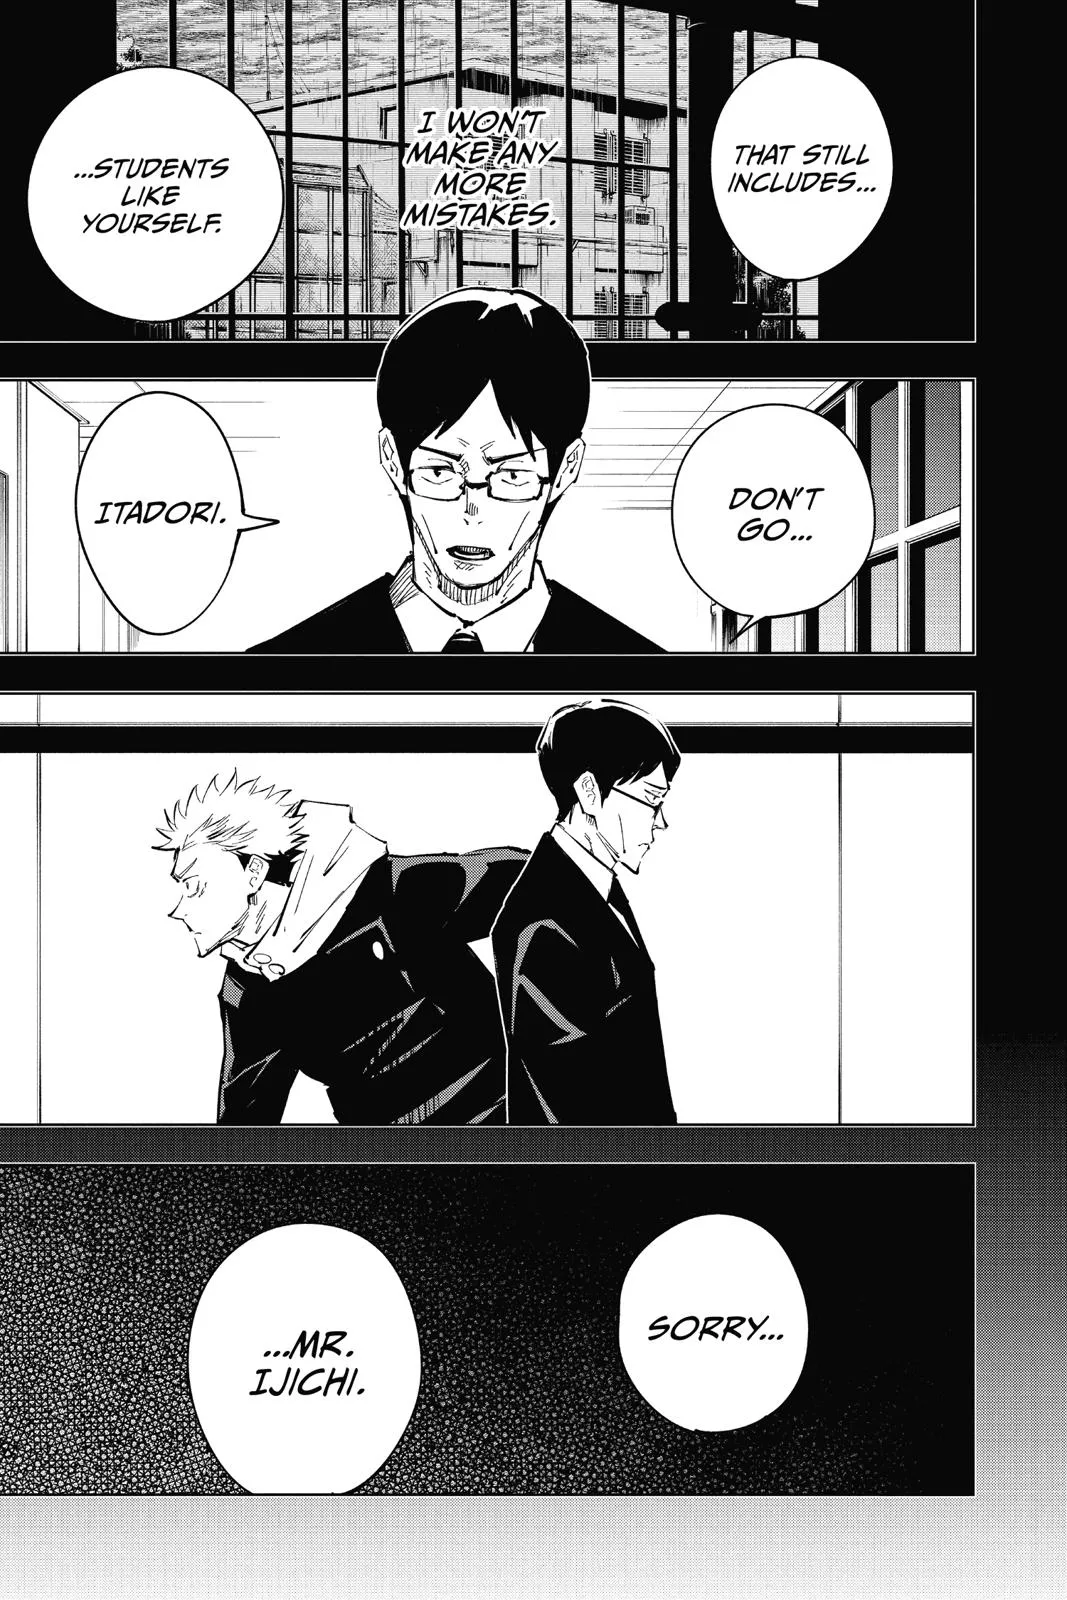 THAT STILL
INCLUDES...
I WON'T
MAKE ANY
MORE
MISTAKES.
...STUDENTS
LIKE
YOURSELF.
DON'T
GO...
ITADORI.
SORRY...
...MR.
IJICHI.